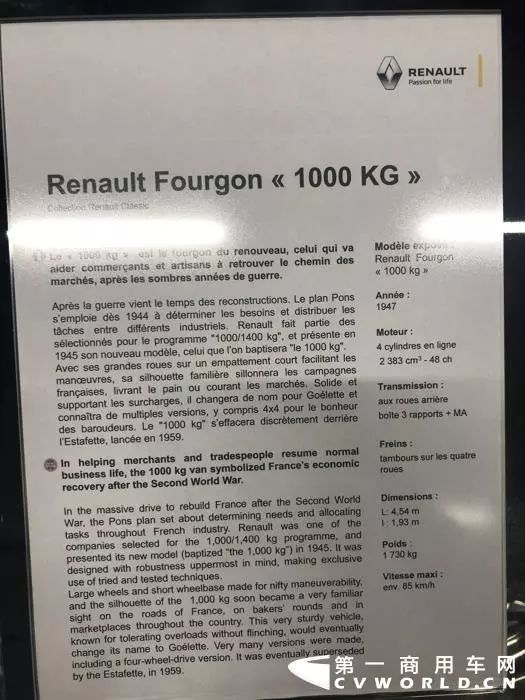 RENAULT
Passion for life
Renault Fourgon « 1000 KG »
Collection Renault Classic
Le « 1000 kg » est le fourgon du renouveau, celui qui va
aider commerçants et artisans à retrouver le chemin des
marchés, après les sombres années de guerre.
Après la guerre vient le temps des reconstructions. Le plan Pons
s'emploie dès 1944 à déterminer les besoins et distribuer les
tâches entre différents industriels. Renault fait partie des
sélectionnés pour le programme "1000/1400 kg", et présente en
1945 son nouveau modèle, celui que l'on baptisera "le 1000 kg".
Avec ses grandes roues sur un empattement court facilitant les
manœuvres, sa silhouette familière sillonnera les campagnes
françaises, livrant le pain ou courant les marchés. Solide et
supportant les surcharges, il changera de nom pour Goélette et
connaîtra de multiples versions, y compris 4x4 pour le bonheur
des baroudeurs. Le "1000 kg" s'effacera discrètement derrière
l'Estafette, lancée en 1959.
In helping merchants and tradespeople resume normal
business life, the 1000 kg van symbolized France's economic
recovery after the Second World War.
In the massive drive to rebuild France after the Second World
War, the Pons plan set about determining needs and allocating
tasks throughout French industry. Renault was one of the
companies selected for the 1,000/1,400 kg programme, and
presented its new model (baptized "the 1,000 kg") in 1945. It was
designed with robustness uppermost in mind, making exclusive
use of tried and tested techniques.
Large wheels and short wheelbase made for nifty maneuverability,
and the silhouette of the 1,000 kg soon became a very familiar
sight on the roads of France, on bakers' rounds and in
marketplaces throughout the country. This very sturdy vehicle,
known for tolerating overloads without flinching, would eventually
change its name to Goélette. Very many versions were made,
including a four-wheel-drive version. It was eventually superseded
by the Estafette, in 1959.
Modèle exposé :
Renault Fourgon
« 1000 kg »
Année :
1947
Moteur :
4 cylindres en ligne
2 383 cm³ - 48 ch
Transmission :
aux roues arrière
boîte 3 rapports + MA
Freins :
tambours sur les quatre
roues
Dimensions :
L: 4,54 m
l : 1,93 m
Poids :
1 730 kg
Vitesse maxi :
env. 85 km/h
第一商用车网
CVWORLD.CN